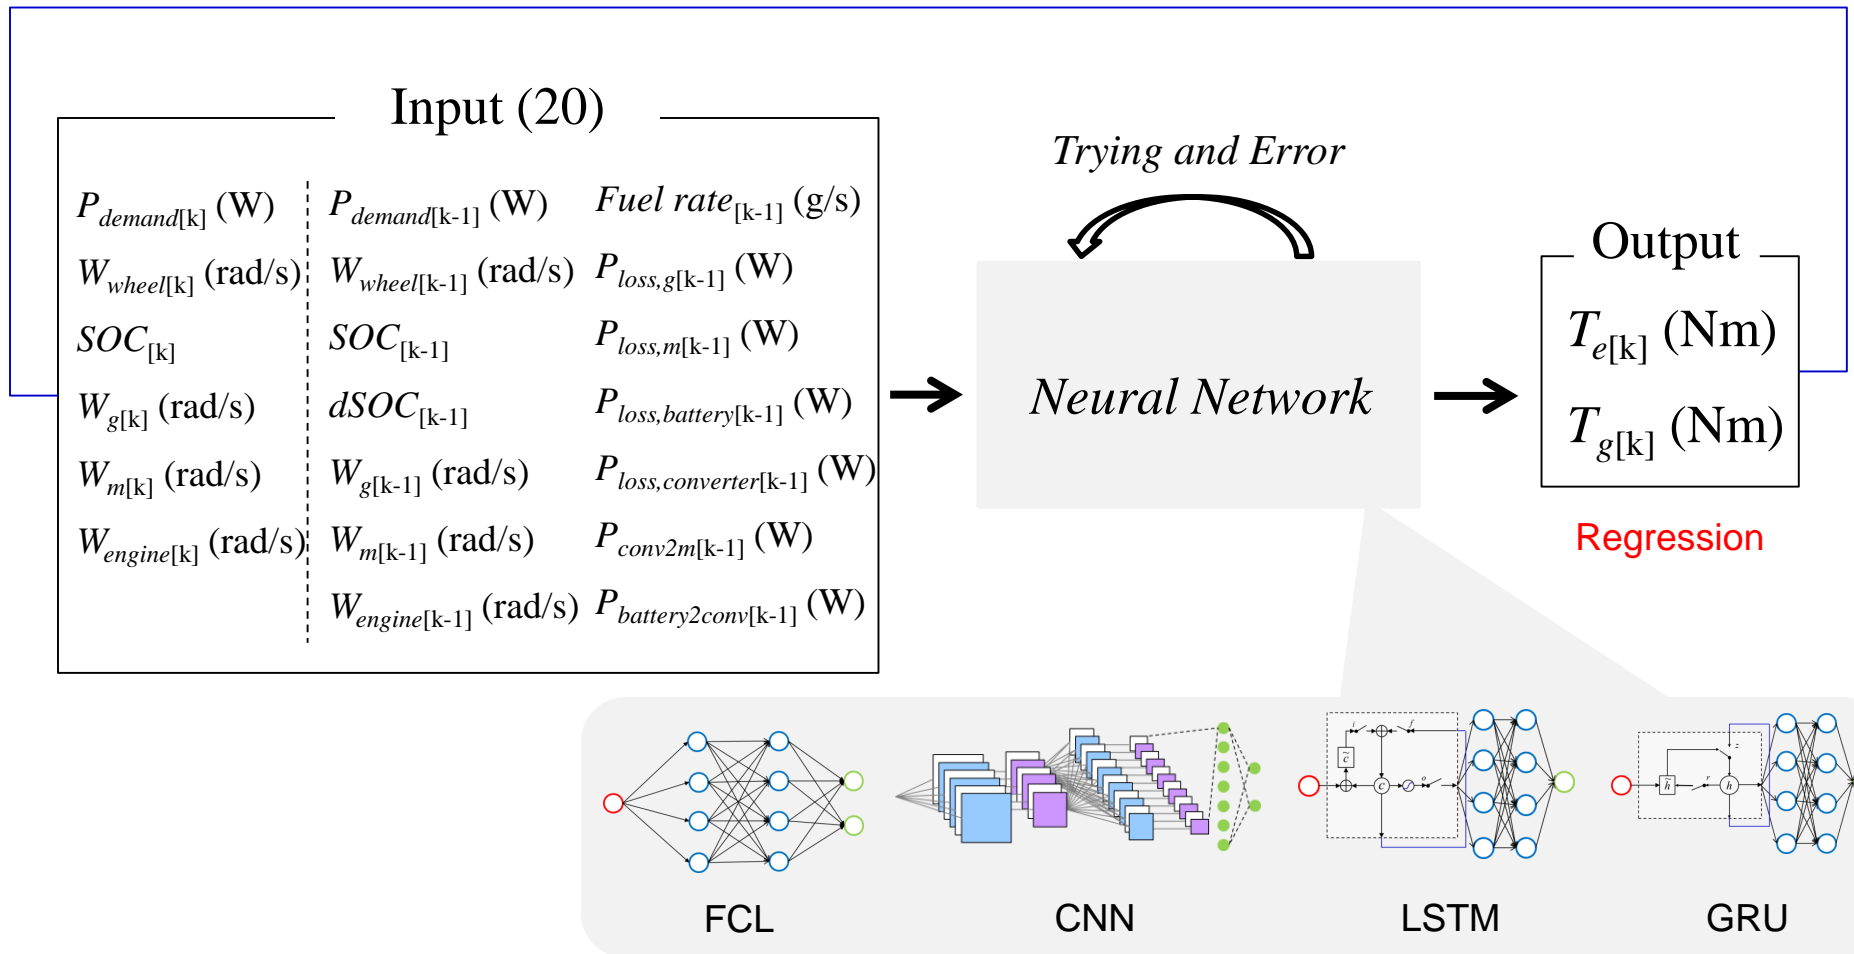 Input (20)
P_demand[k] (W)
W_wheel[k] (rad/s)
SOC_[k]
W_g[k] (rad/s)
W_m[k] (rad/s)
W_engine[k] (rad/s)
P_demand[k-1] (W)
W_wheel[k-1] (rad/s)
SOC_[k-1]
dSOC_[k-1]
W_g[k-1] (rad/s)
W_m[k-1] (rad/s)
W_engine[k-1] (rad/s)
Fuel rate_[k-1] (g/s)
P_loss,g[k-1] (W)
P_loss,m[k-1] (W)
P_loss,battery[k-1] (W)
P_loss,converter[k-1] (W)
P_conv2m[k-1] (W)
P_battery2conv[k-1] (W)
Trying and Error
Neural Network
Output
T_e[k] (Nm)
T_g[k] (Nm)
Regression
i
f
c̃
c
o
z
h̃
r
h
FCL
CNN
LSTM
GRU